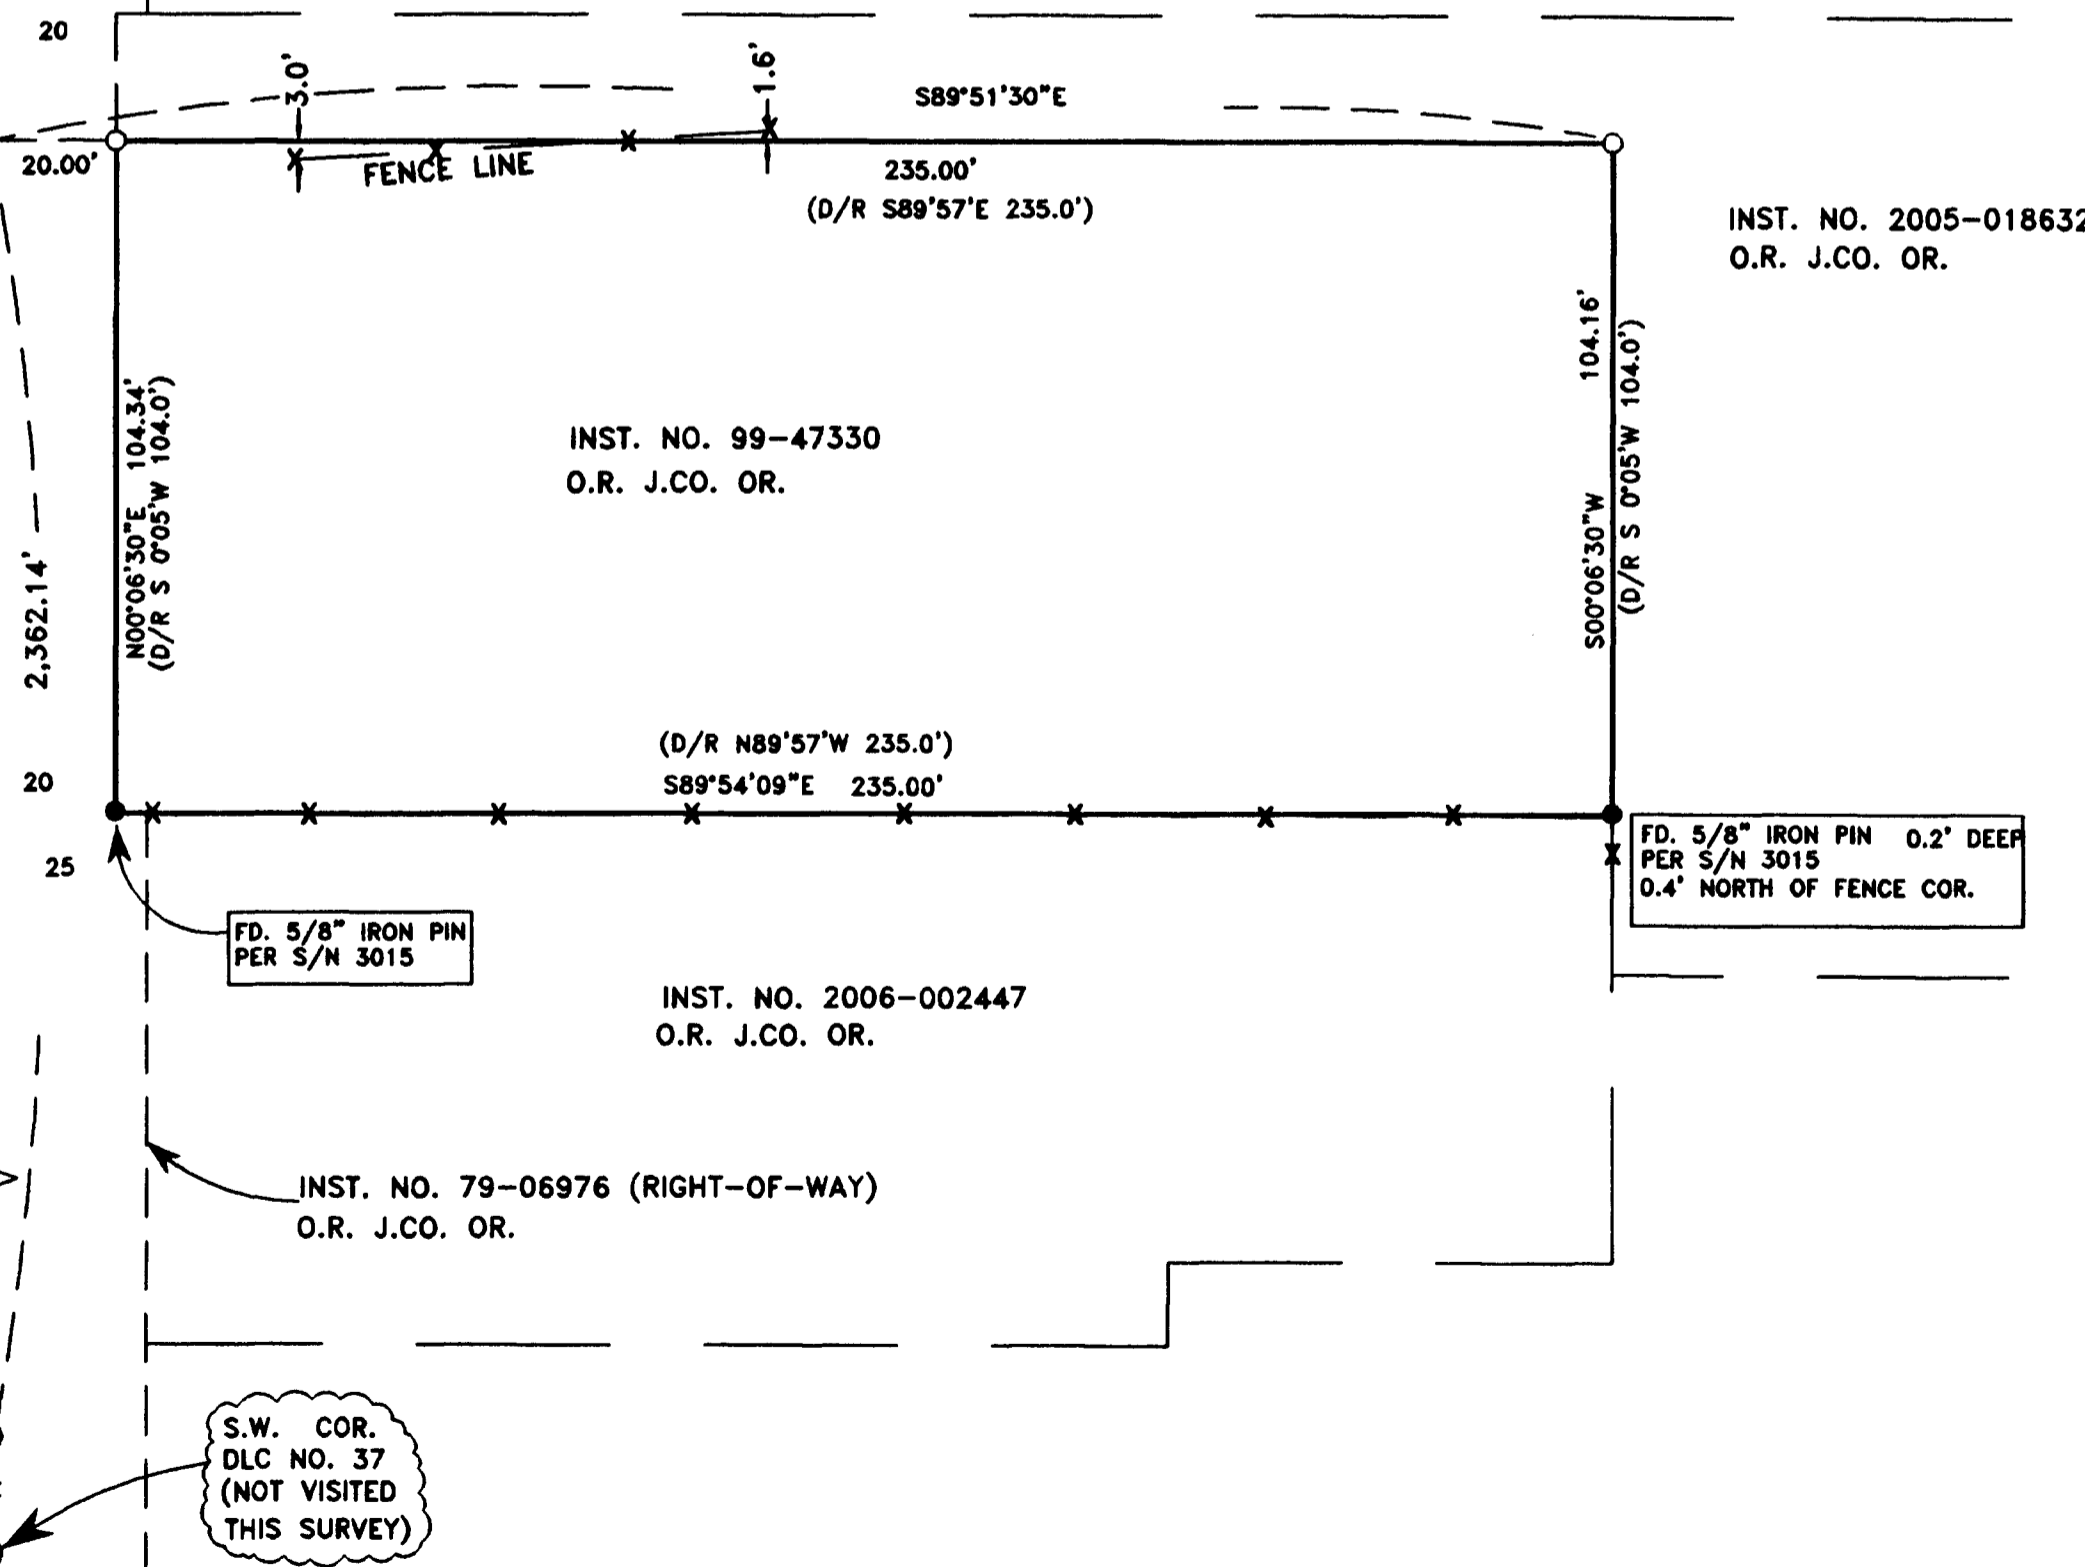 20
3.0'
1.6'
S89°51'30"E
20.00'
FENCE LINE
235.00'
(D/R S89°57'E 235.0')
INST. NO. 2005-018632
O.R. J.CO. OR.
N00°06'30"E 104.34'
(D/R S 0°05'W 104.0')
2,362.14'
INST. NO. 99-47330
O.R. J.CO. OR.
S00°06'30"W 104.16'
(D/R S 0°05'W 104.0')
(D/R N89°57'W 235.0')
S89°54'09"E 235.00'
20
25
FD. 5/8" IRON PIN 0.2' DEEP
PER S/N 3015
0.4' NORTH OF FENCE COR.
FD. 5/8" IRON PIN
PER S/N 3015
INST. NO. 2006-002447
O.R. J.CO. OR.
INST. NO. 79-06976 (RIGHT-OF-WAY)
O.R. J.CO. OR.
S.W. COR.
DLC NO. 37
(NOT VISITED
THIS SURVEY)